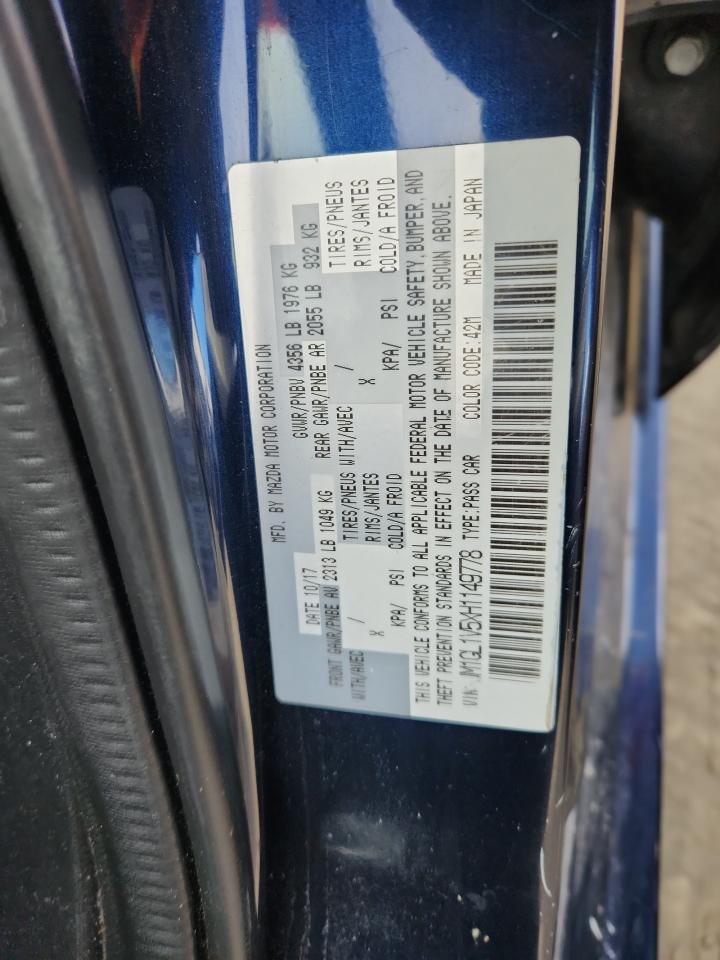 MFD. BY MAZDA MOTOR CORPORATION
DATE 10/17 GVWR/PNBV 4356 LB 1976 KG
FRONT GAWR/PNBE AV 2313 LB 1049 KG REAR GAWR/PNBE AR 2055 LB 932 KG
WITH/AVEC / TIRES/PNEUS WITH/AVEC / TIRES/PNEUS
X RIMS/JANTES X RIMS/JANTES
KPA/ PSI COLD/A FROID KPA/ PSI COLD/A FROID
THIS VEHICLE CONFORMS TO ALL APPLICABLE FEDERAL MOTOR VEHICLE SAFETY, BUMPER, AND
THEFT PREVENTION STANDARDS IN EFFECT ON THE DATE OF MANUFACTURE SHOWN ABOVE.
VIN: JM1GL1V5XH1149778 TYPE:PASS CAR COLOR CODE:42M MADE IN JAPAN